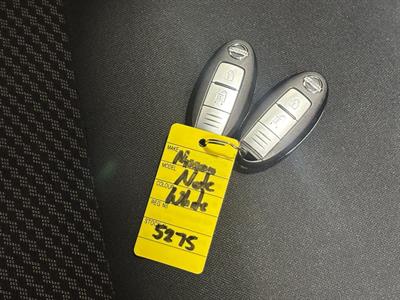 MAKE Nissan
MODEL Note
COLOUR White
REG NO
STOCK 5275